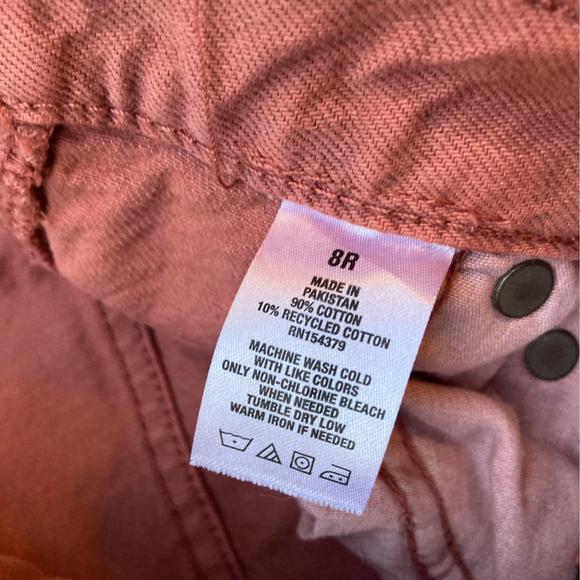 8R
MADE IN
PAKISTAN
90% COTTON
10% RECYCLED COTTON
RN154379
MACHINE WASH COLD
WITH LIKE COLORS
ONLY NON-CHLORINE BLEACH
WHEN NEEDED
TUMBLE DRY LOW
WARM IRON IF NEEDED